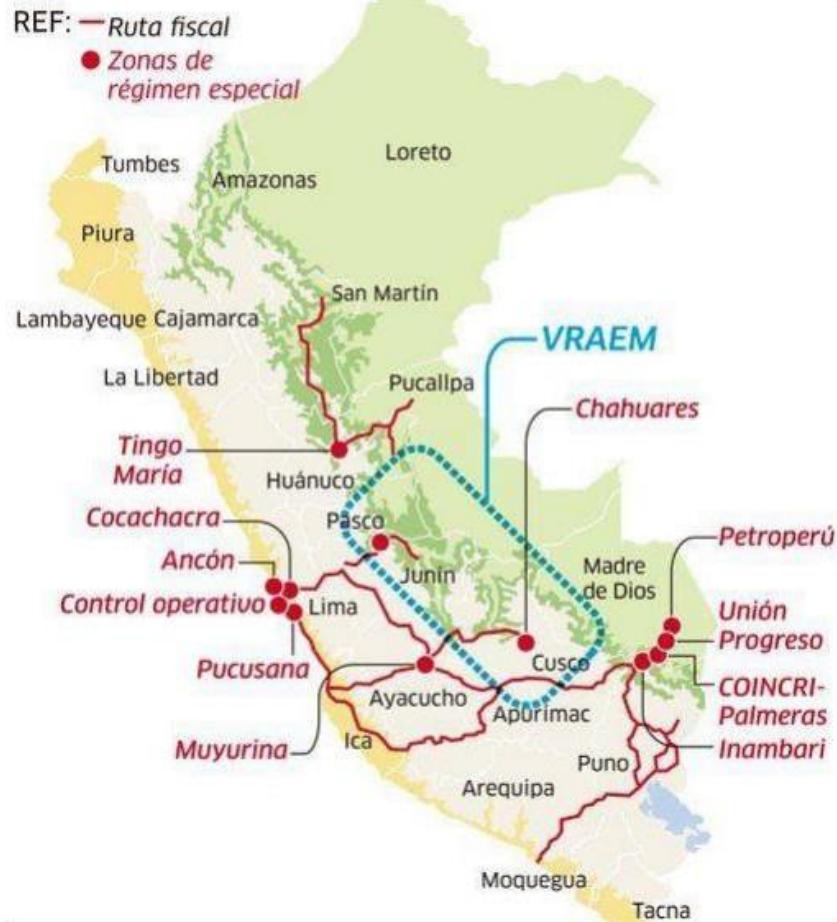 REF: Ruta fiscal
Zonas de
régimen especial
Loreto
Tumbes
Amazonas
Piura
San Martín
Lambayeque Cajamarca
VRAEM
La Libertad
Pucallpa
Chahuares
Tingo
María
Huánuco
Cocachacra
Pasco
Petroperú
Ancón
Junín
Madre
de Dios
Control operativo
Lima
Unión
Progreso
Pucusana
Cusco
COINCRI-
Palmeras
Ayacucho
Apurimac
Muyurina
Ica
Inambari
Puno
Arequipa
Moquegua
Tacna